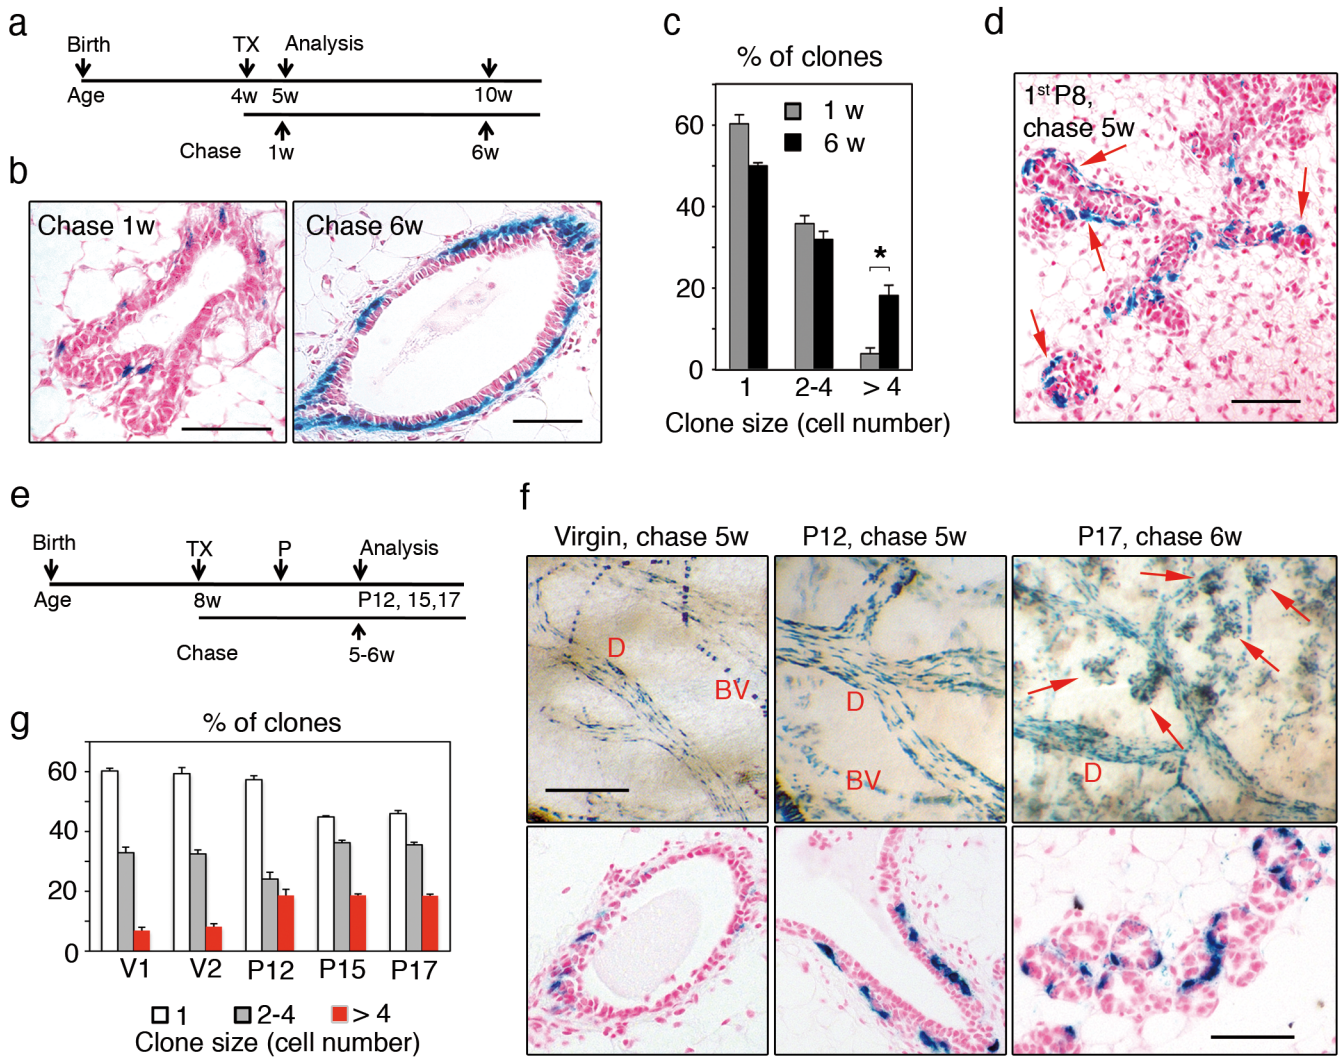 a
Birth TX Analysis
Age 4w 5w 10w
Chase 1w 6w
b
Chase 1w
Chase 6w
c
% of clones
1 w
6 w
60
40
20
0
*
1 2-4 > 4
Clone size (cell number)
d
1st P8,
chase 5w
e
Birth TX P Analysis
Age 8w P12, 15,17
Chase 5-6w
f
Virgin, chase 5w
P12, chase 5w
P17, chase 6w
D
BV
D
BV
D
g
% of clones
60
40
20
0
V1 V2 P12 P15 P17
1 2-4 > 4
Clone size (cell number)